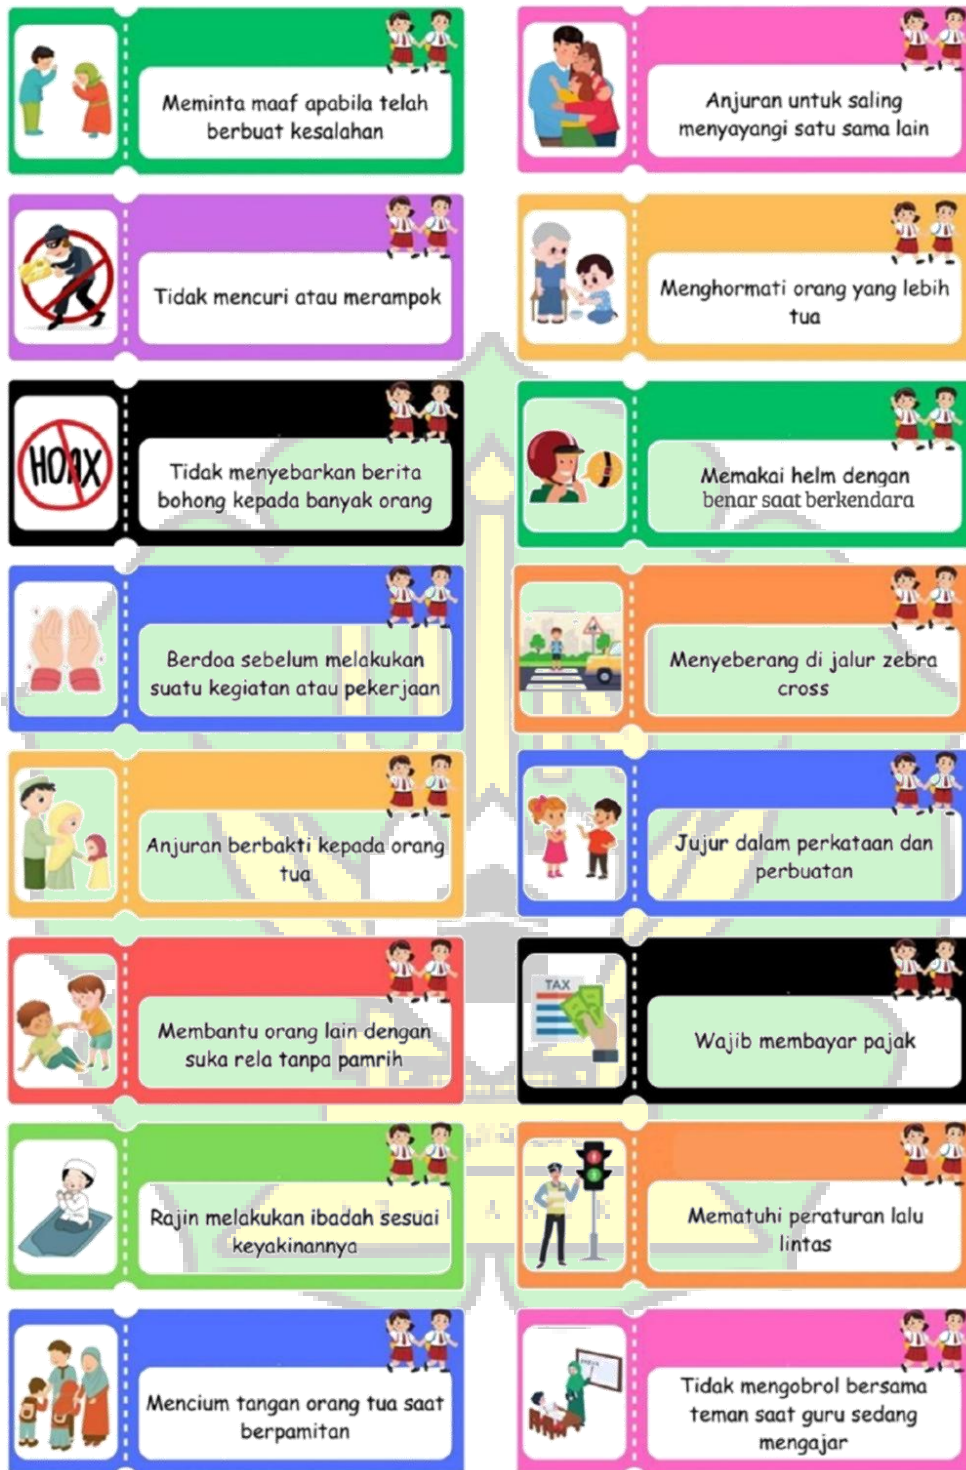 Meminta maaf apabila telah
berbuat kesalahan
Anjuran untuk saling
menyayangi satu sama lain
Tidak mencuri atau merampok
Menghormati orang yang lebih
tua
HOAX
Tidak menyebarkan berita
bohong kepada banyak orang
Memakai helm dengan
benar saat berkendara
Berdoa sebelum melakukan
suatu kegiatan atau pekerjaan
Menyeberang di jalur zebra
cross
Anjuran berbakti kepada orang
tua
Jujur dalam perkataan dan
perbuatan
Membantu orang lain dengan
suka rela tanpa pamrih
TAX
Wajib membayar pajak
Rajin melakukan ibadah sesuai
keyakinannya
Mematuhi peraturan lalu
lintas
Mencium tangan orang tua saat
berpamitan
Tidak mengobrol bersama
teman saat guru sedang
mengajar